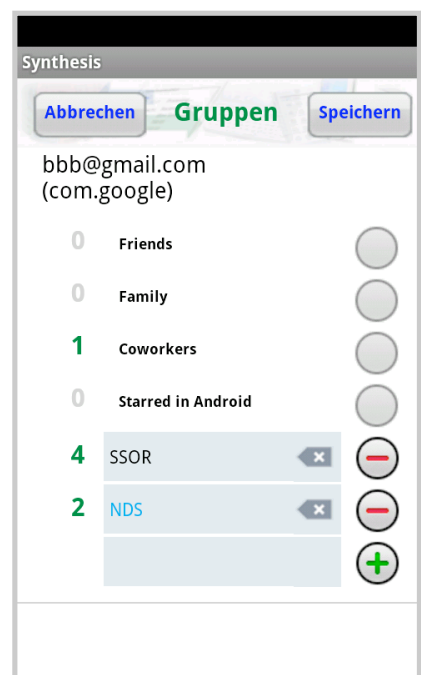 Synthesis
Abbrechen Gruppen Speichern
bbb@gmail.com
(com.google)
0 Friends
0 Family
1 Coworkers
0 Starred in Android
4 SSOR
2 NDS